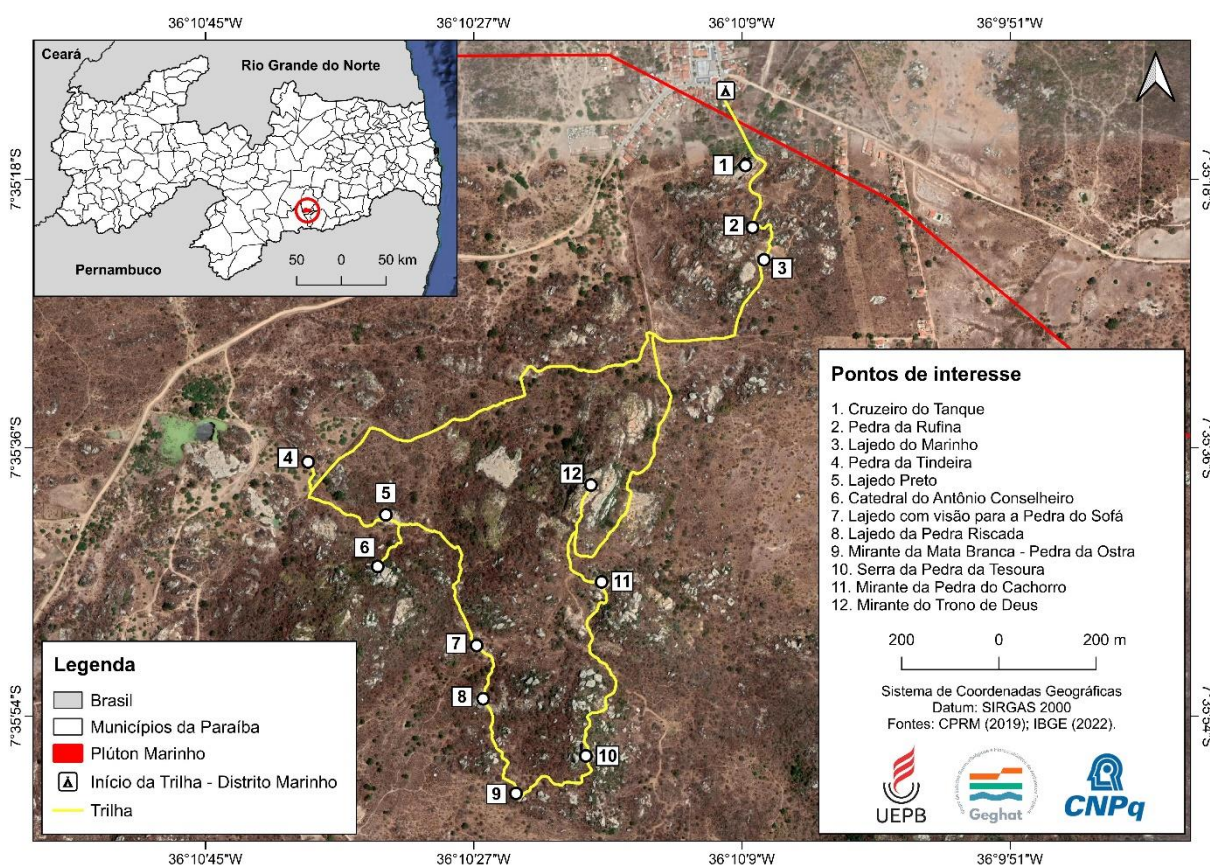 36°10'45"W
36°10'27"W
36°10'9"W
36°9'51"W
Ceará
Rio Grande do Norte
Pernambuco
50 0 50 km
7°35'18"S
7°35'18"S
7°35'36"S
7°35'36"S
7°35'54"S
7°35'54"S
1
2
3
4
5
6
7
8
9
10
11
12
Pontos de interesse
1. Cruzeiro do Tanque
2. Pedra da Rufina
3. Lajedo do Marinho
4. Pedra da Tindeira
5. Lajedo Preto
6. Catedral do Antônio Conselheiro
7. Lajedo com visão para a Pedra do Sofá
8. Lajedo da Pedra Riscada
9. Mirante da Mata Branca - Pedra da Ostra
10. Serra da Pedra da Tesoura
11. Mirante da Pedra do Cachorro
12. Mirante do Trono de Deus
200 0 200 m
Sistema de Coordenadas Geográficas
Datum: SIRGAS 2000
Fontes: CPRM (2019); IBGE (2022).
UEPB
Geghat
CNPq
Legenda
Brasil
Municípios da Paraíba
Plúton Marinho
Início da Trilha - Distrito Marinho
Trilha
36°10'45"W
36°10'27"W
36°10'9"W
36°9'51"W